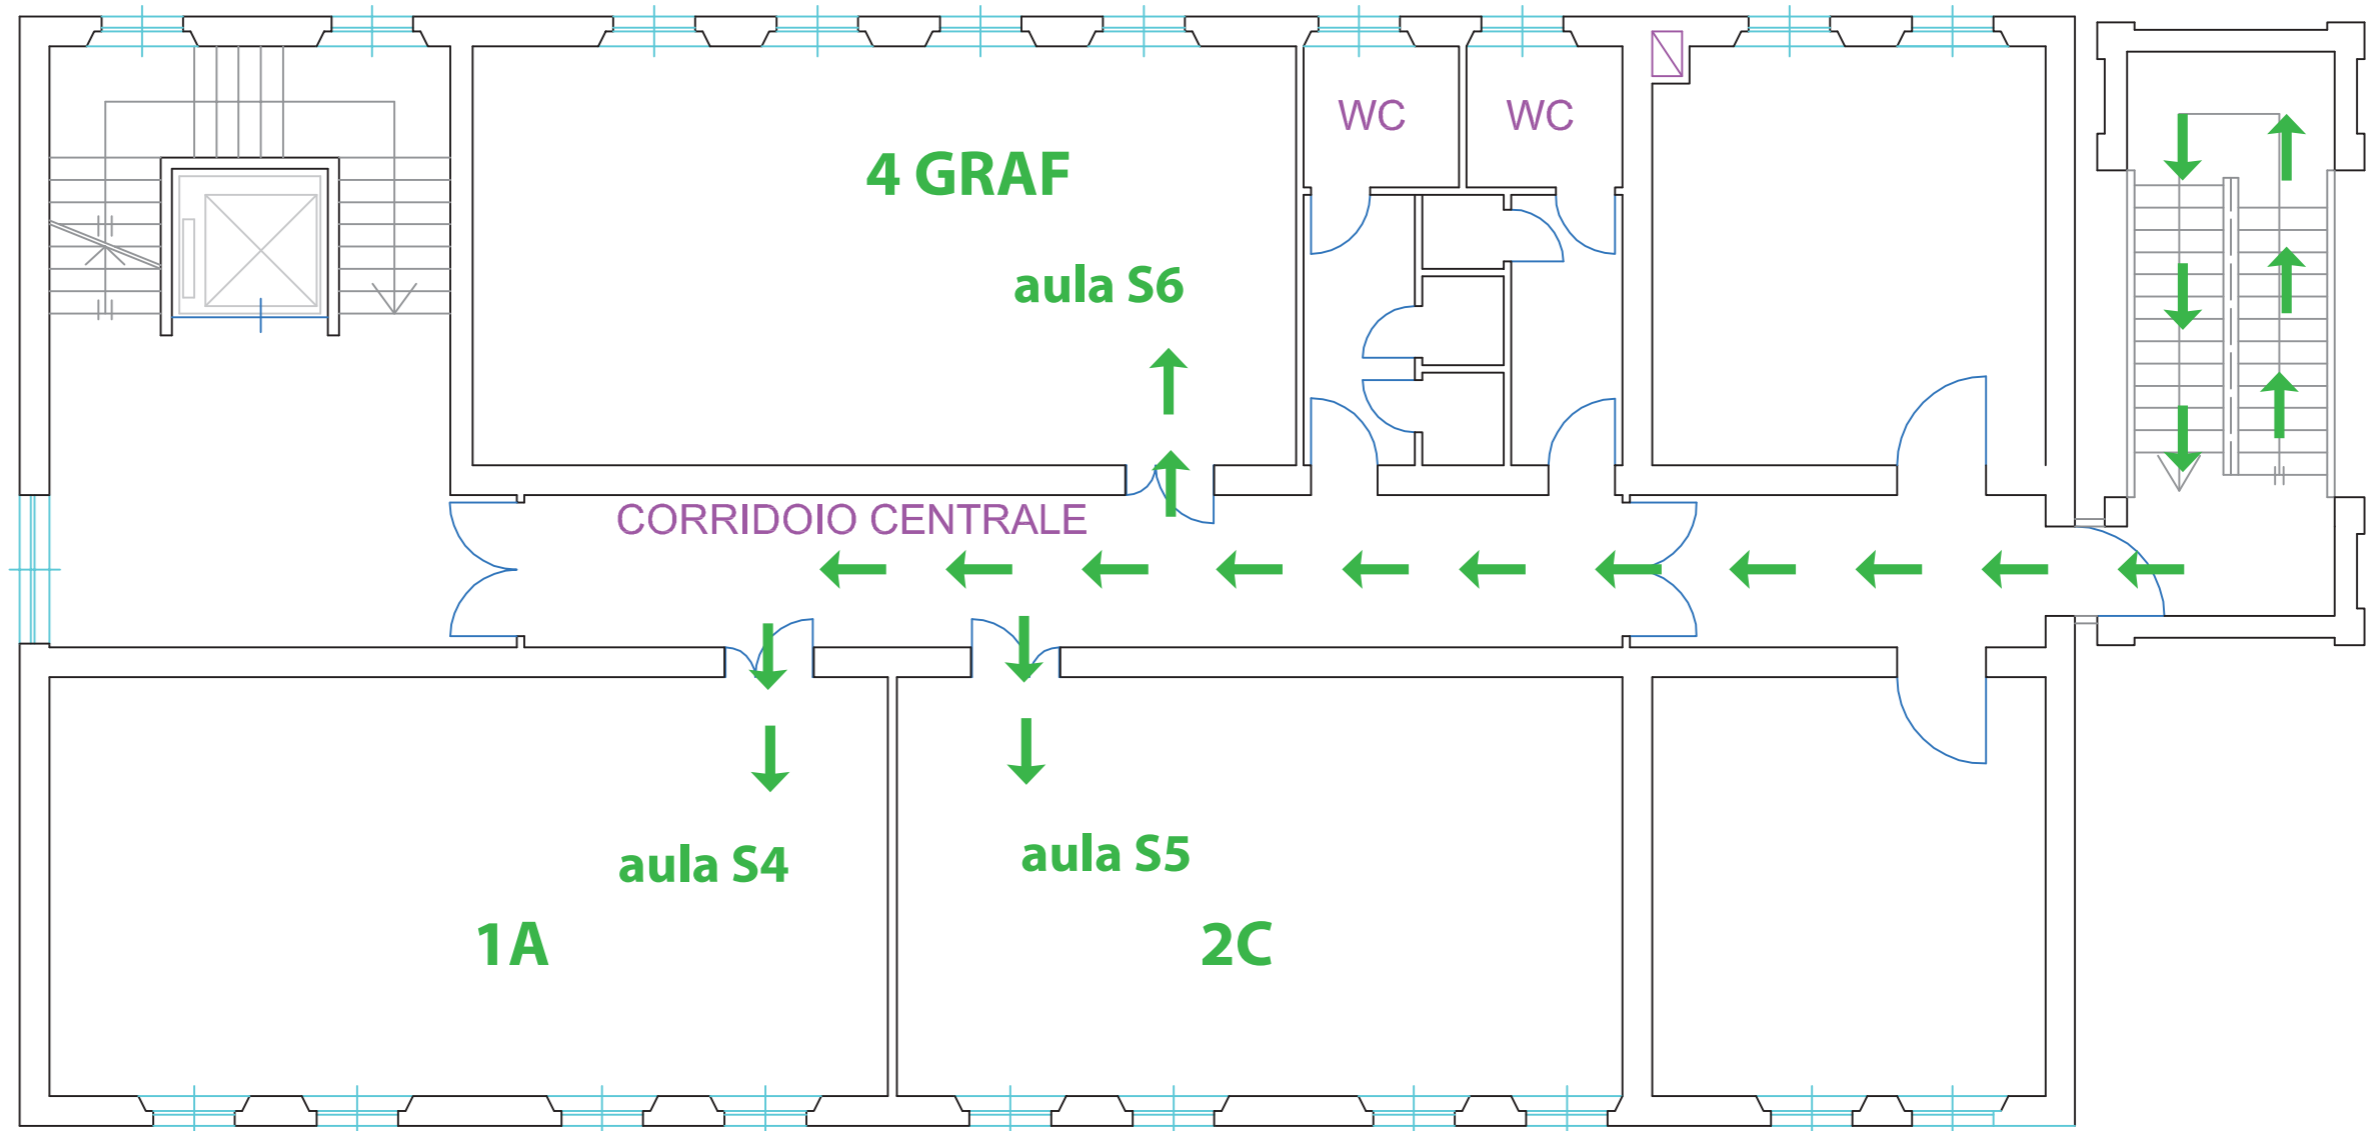 WC
WC
4 GRAF
aula S6
CORRIDOIO CENTRALE
aula S4
1A
aula S5
2C